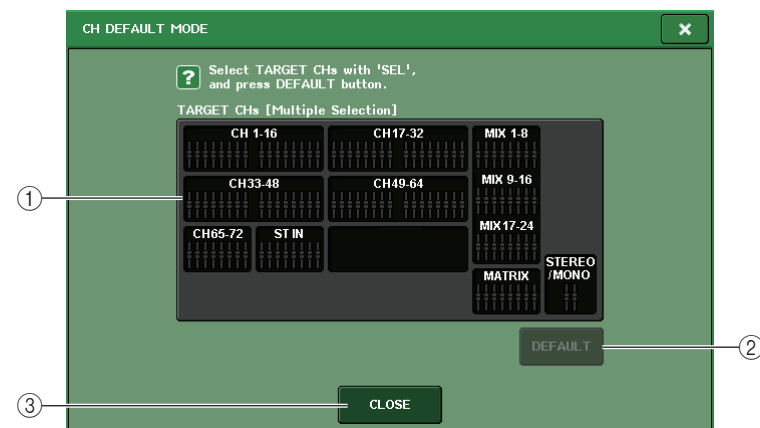 CH DEFAULT MODE
×
? Select TARGET CHs with 'SEL',
and press DEFAULT button.
TARGET CHs [Multiple Selection]
CH 1-16 CH17-32 MIX 1-8
CH33-48 CH49-64 MIX 9-16
CH65-72 ST IN MIX17-24
MATRIX STEREO
/MONO
DEFAULT
CLOSE
①
②
③